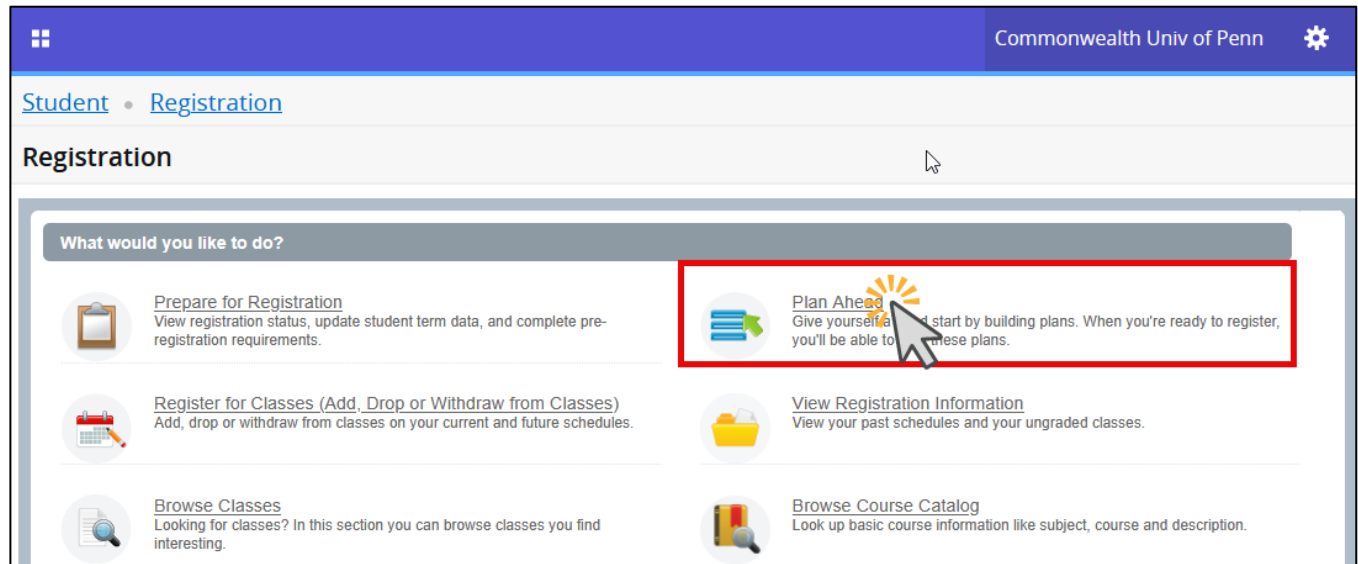 Commonwealth Univ of Penn
Student • Registration
Registration
What would you like to do?
Prepare for Registration
View registration status, update student term data, and complete pre-
registration requirements.
Plan Ahead
Give yourself a start by building plans. When you're ready to register,
you'll be able to these plans.
Register for Classes (Add, Drop or Withdraw from Classes)
Add, drop or withdraw from classes on your current and future schedules.
View Registration Information
View your past schedules and your ungraded classes.
Browse Classes
Looking for classes? In this section you can browse classes you find
interesting.
Browse Course Catalog
Look up basic course information like subject, course and description.